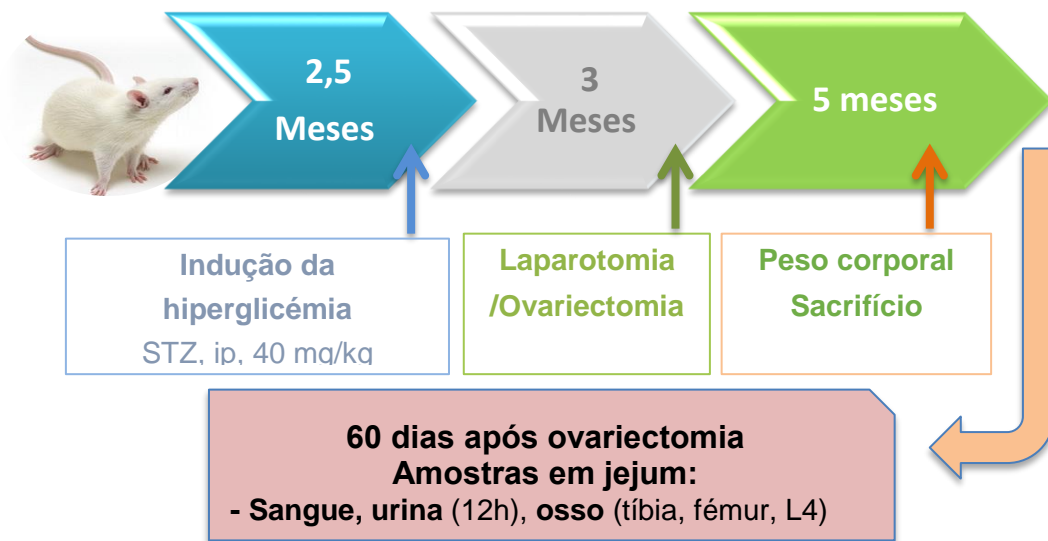 2,5
Meses
3
Meses
5 meses
Indução da
hiperglicémia
STZ, ip, 40 mg/kg
Laparotomia
/Ovariectomia
Peso corporal
Sacrifício
60 dias após ovariectomia
Amostras em jejum:
- Sangue, urina (12h), osso (tíbia, fémur, L4)